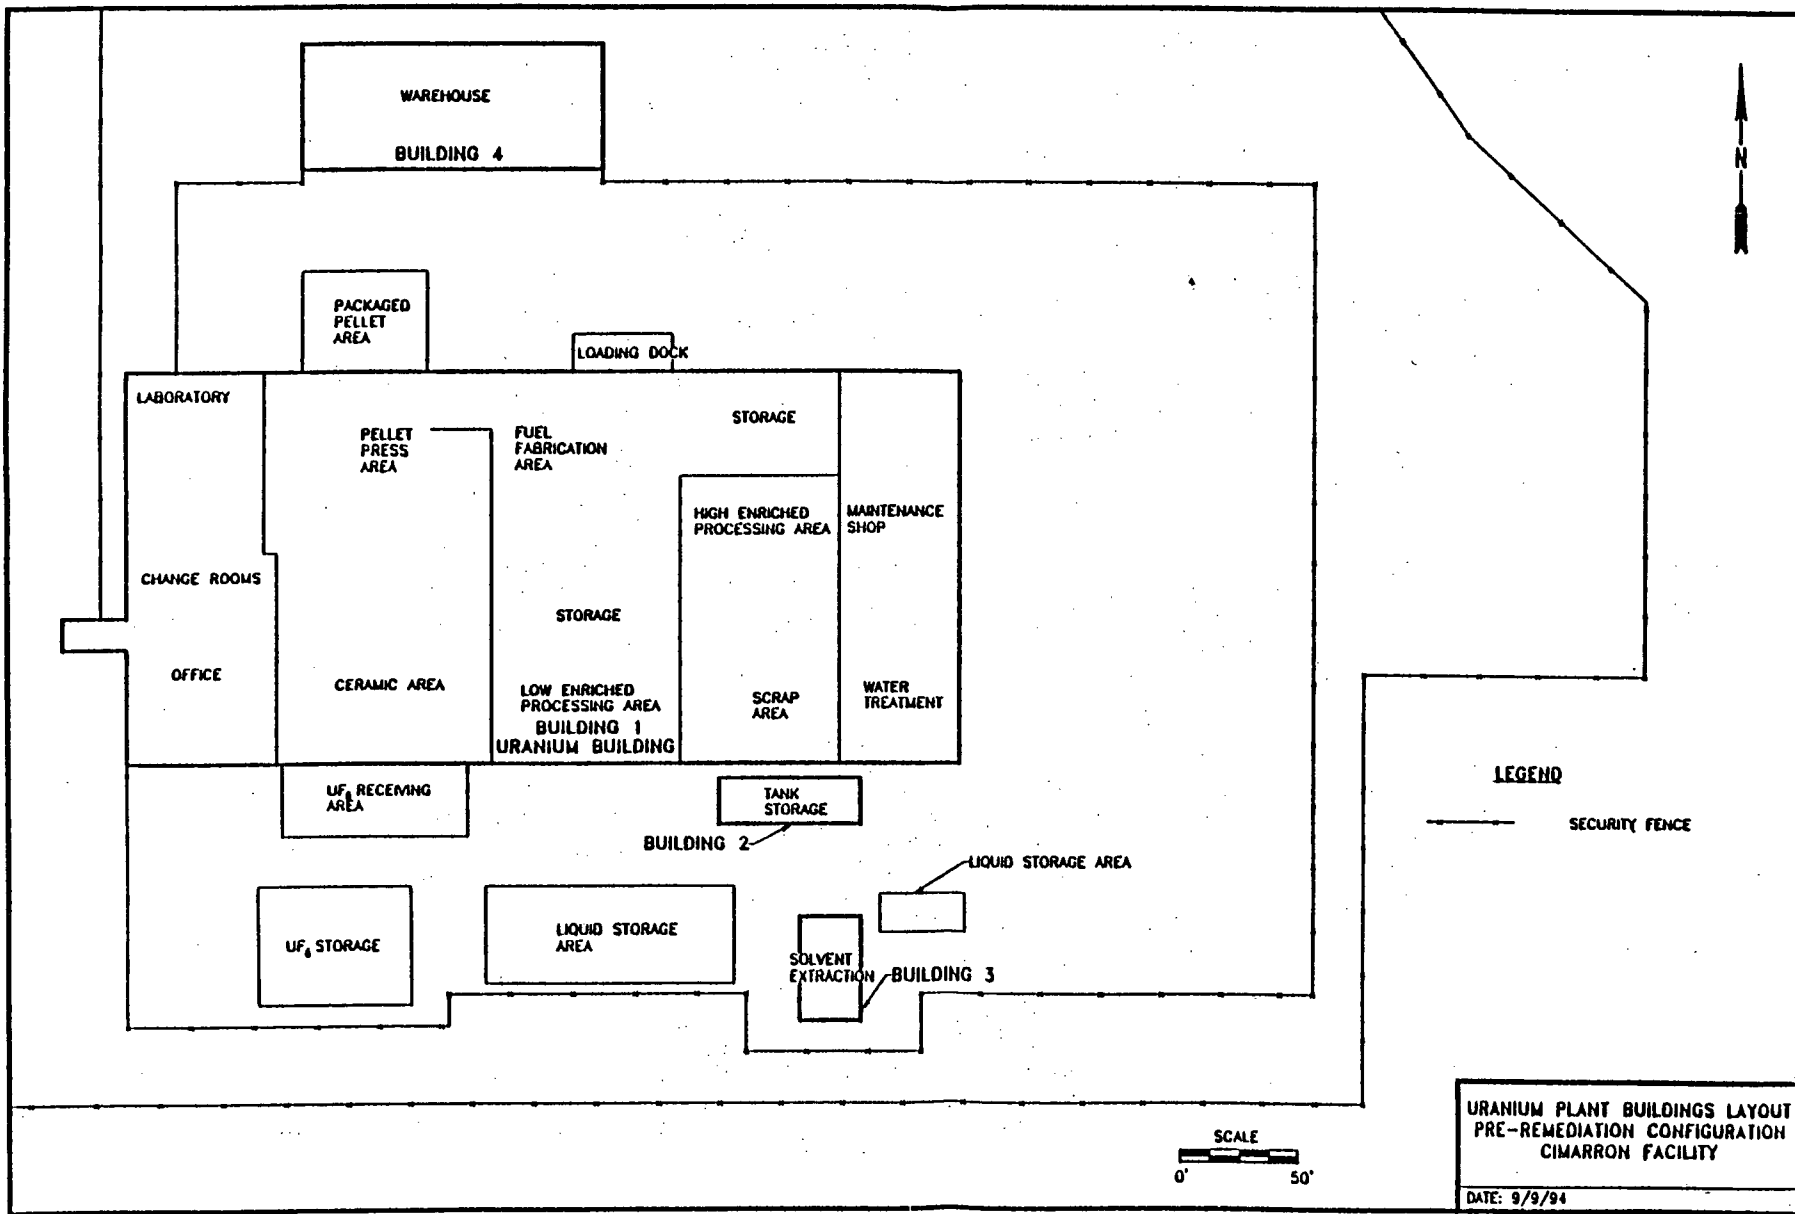 WAREHOUSE
BUILDING 4
N
PACKAGED
PELLET
AREA
LOADING DOCK
LABORATORY
PELLET
PRESS
AREA
FUEL
FABRICATION
AREA
STORAGE
HIGH ENRICHED
PROCESSING AREA
MAINTENANCE
SHOP
CHANGE ROOMS
STORAGE
OFFICE
CERAMIC AREA
LOW ENRICHED
PROCESSING AREA
BUILDING 1
URANIUM BUILDING
SCRAP
AREA
WATER
TREATMENT
UF6 RECEIVING
AREA
TANK
STORAGE
BUILDING 2
LIQUID STORAGE AREA
UF6 STORAGE
LIQUID STORAGE
AREA
SOLVENT
EXTRACTION
BUILDING 3
LEGEND
SECURITY FENCE
SCALE
0' 50'
URANIUM PLANT BUILDINGS LAYOUT
PRE-REMEDIATION CONFIGURATION
CIMARRON FACILITY
DATE: 9/9/94